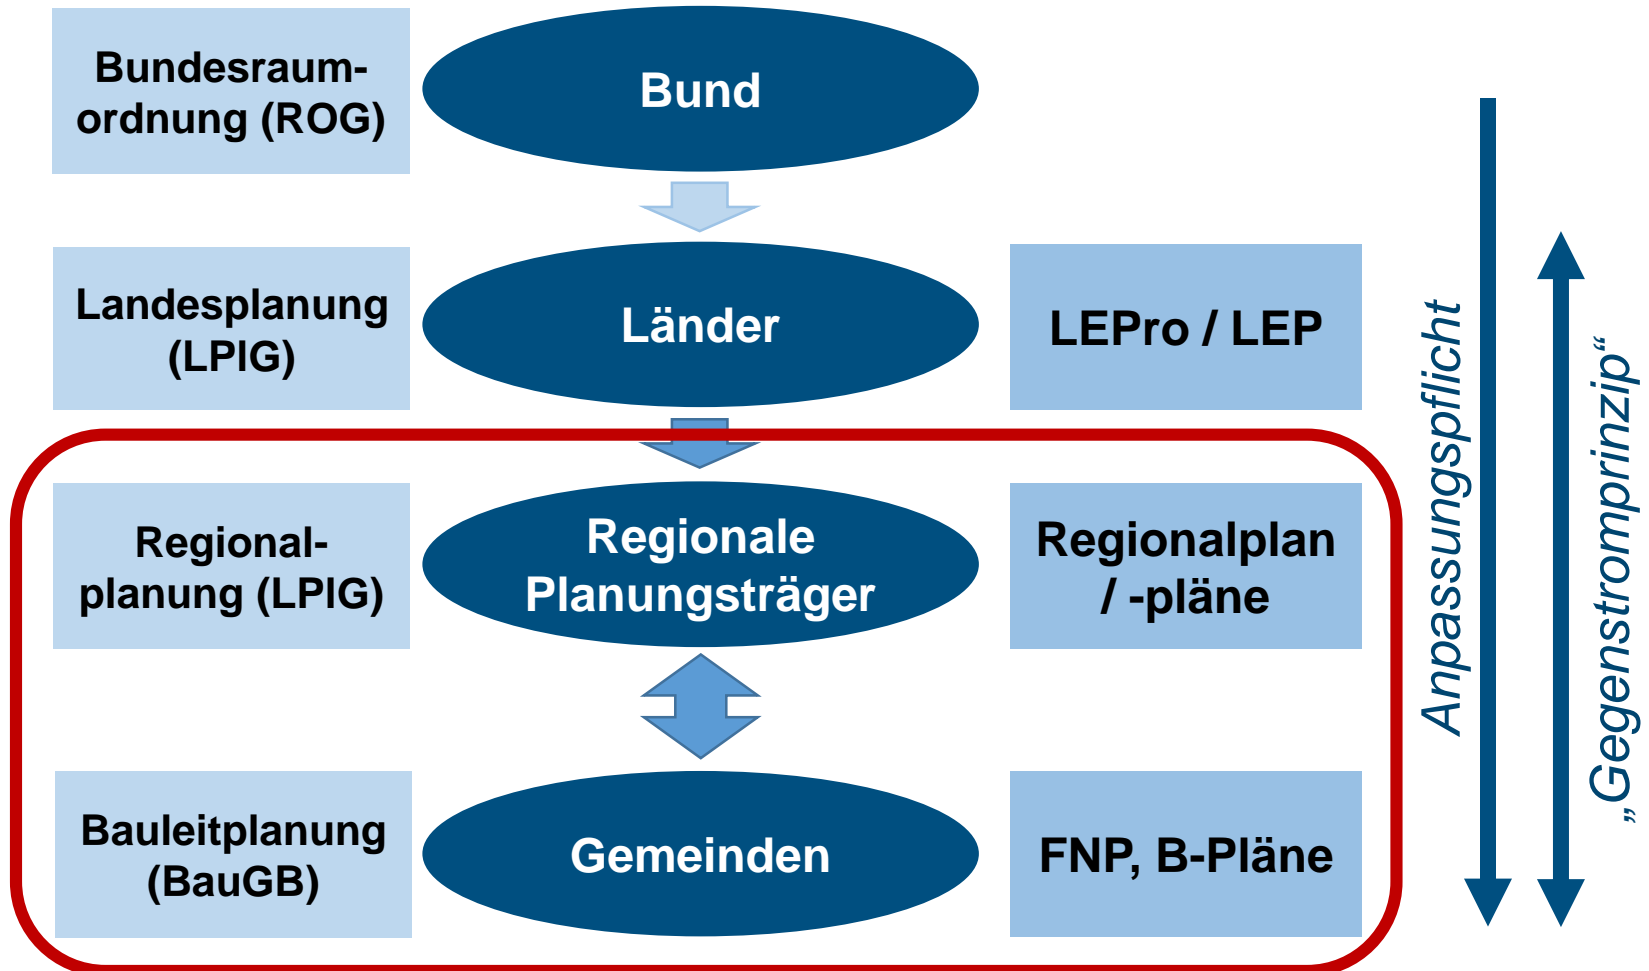 Bundesraum-
ordnung (ROG)
Bund
Landesplanung
(LPlG)
Länder
LEPro / LEP
Regional-
planung (LPlG)
Regionale
Planungsträger
Regionalplan
/ -pläne
Bauleitplanung
(BauGB)
Gemeinden
FNP, B-Pläne
Anpassungspflicht
„Gegenstromprinzip“